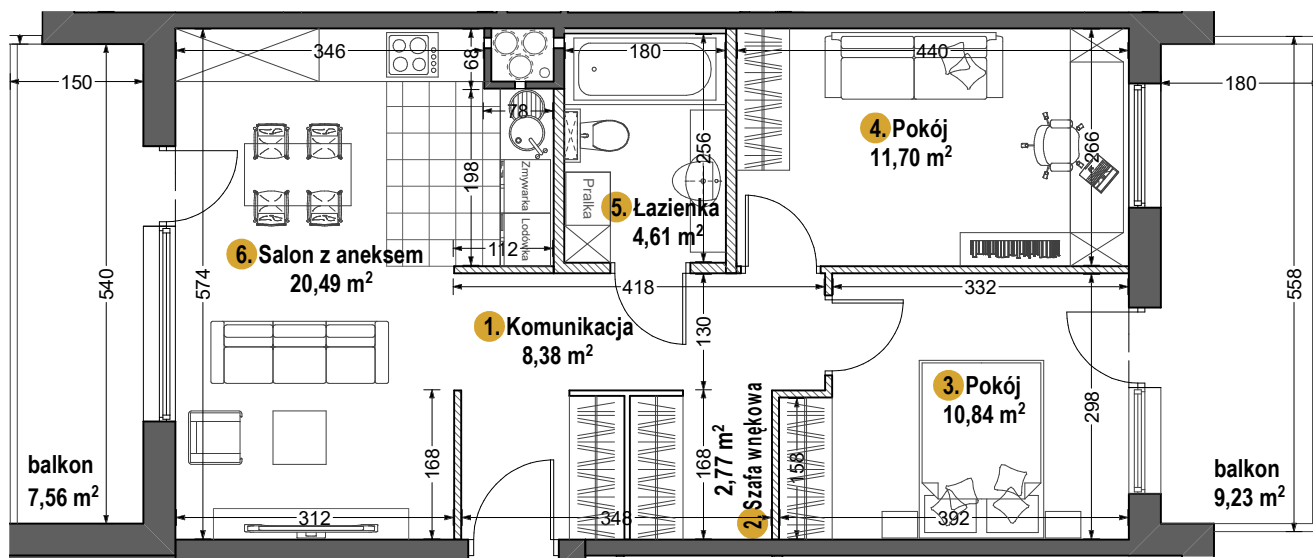 346
68
180
440
150
180
78
4. Pokój
11,70 m²
266
256
198
Zmywarka
Pralka
Lodówka
5. Łazienka
4,61 m²
112
6. Salon z aneksem
20,49 m²
574
540
558
418
332
1. Komunikacja
8,38 m²
130
3. Pokój
10,84 m²
298
168
168
2,77 m²
2. Szafa wnękowa
158
balkon
7,56 m²
balkon
9,23 m²
312
348
392